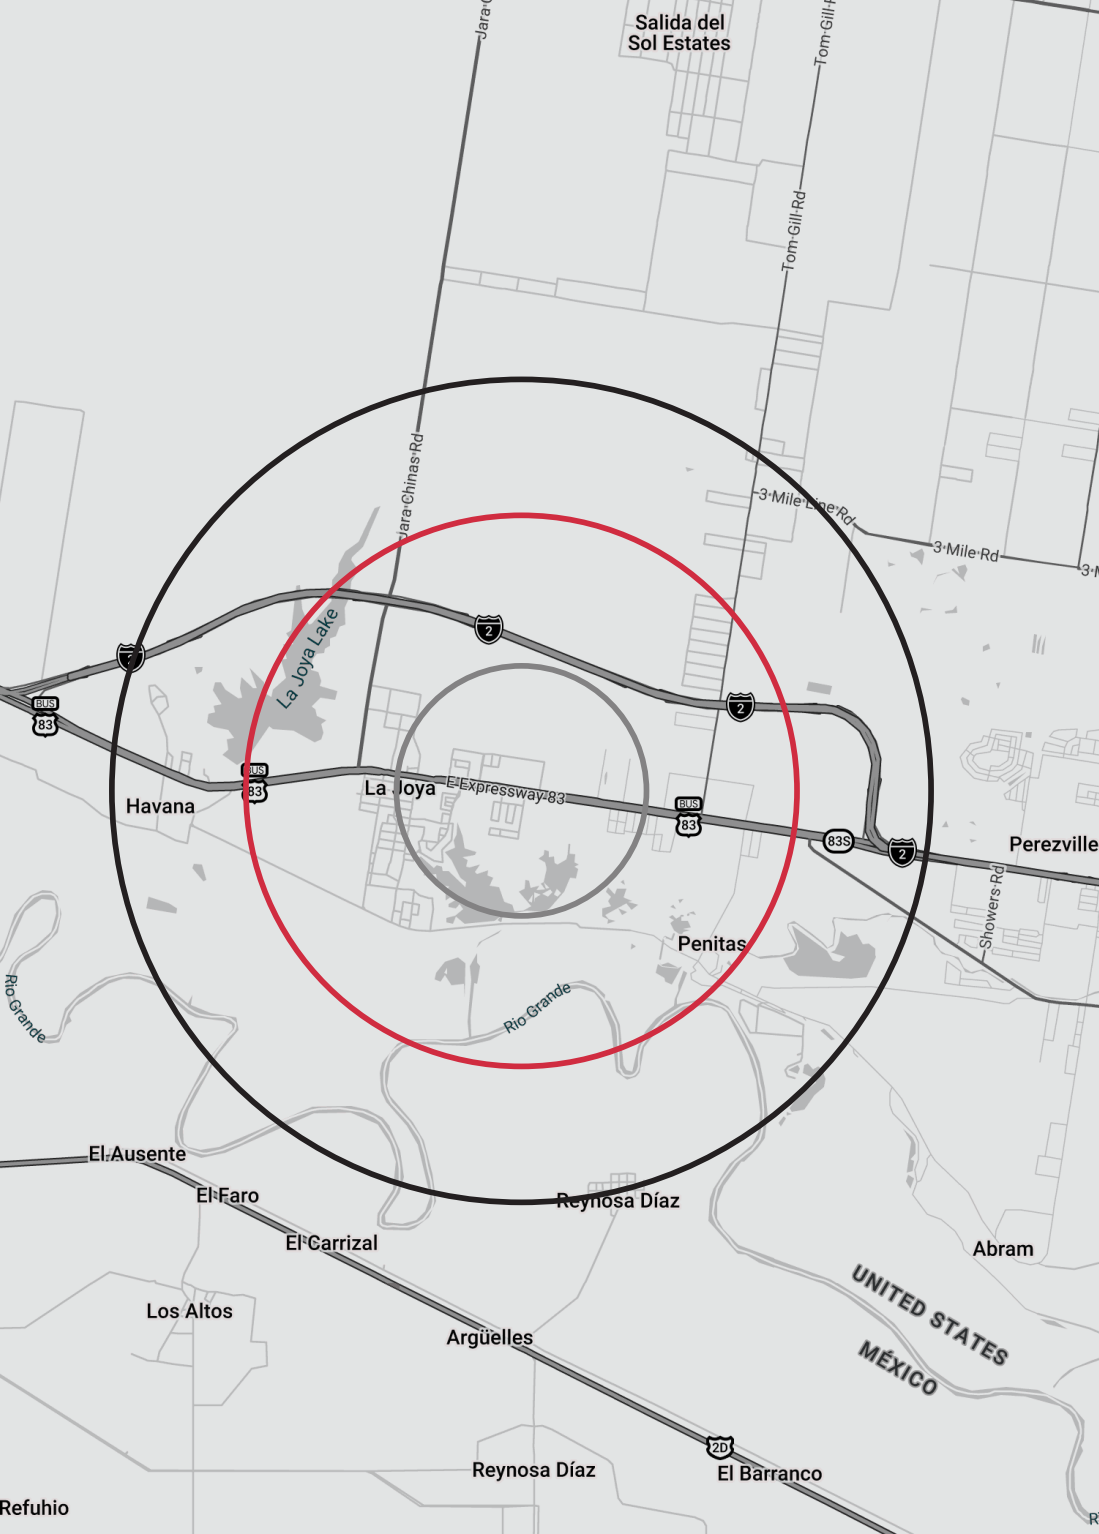 Jara C
Salida del
Sol Estates
Tom Gill R
Tom Gill Rd
Jara Chinas Rd
3 Mile Line Rd
3 Mile Rd
3 M
2
2
2
La Joya Lake
2
BUS
83
BUS
83
La Joya
E Expressway 83
BUS
83
83S
2
Havana
Perezville
Showers Rd
Penitas
Rio Grande
Rio Grande
El Ausente
El Faro
Reynosa Díaz
El Carrizal
Abram
UNITED STATES
MÉXICO
Los Altos
Argüelles
2D
Reynosa Díaz
El Barranco
Refuhio
R